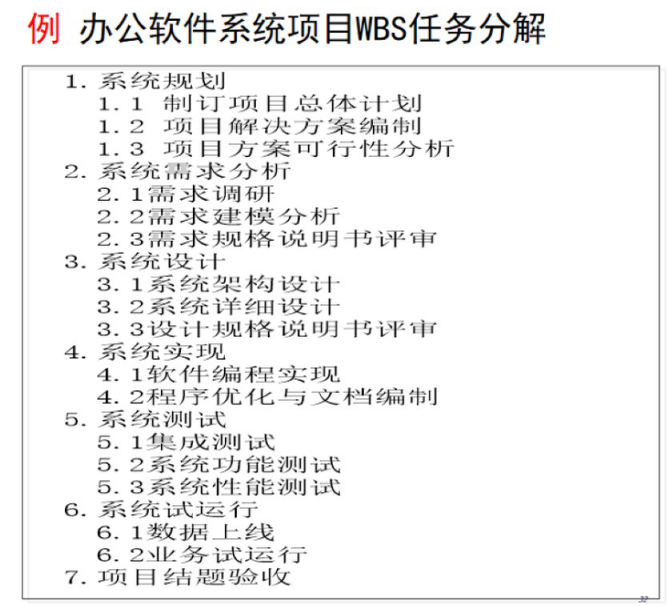 例 办公软件系统项目WBS任务分解
1. 系统规划
1. 1 制订项目总体计划
1. 2 项目解决方案编制
1. 3 项目方案可行性分析
2. 系统需求分析
2. 1需求调研
2. 2需求建模分析
2. 3需求规格说明书评审
3. 系统设计
3. 1系统架构设计
3. 2系统详细设计
3. 3设计规格说明书评审
4. 系统实现
4. 1软件编程实现
4. 2程序优化与文档编制
5. 系统测试
5. 1集成测试
5. 2系统功能测试
5. 3系统性能测试
6. 系统试运行
6. 1数据上线
6. 2业务试运行
7. 项目结题验收